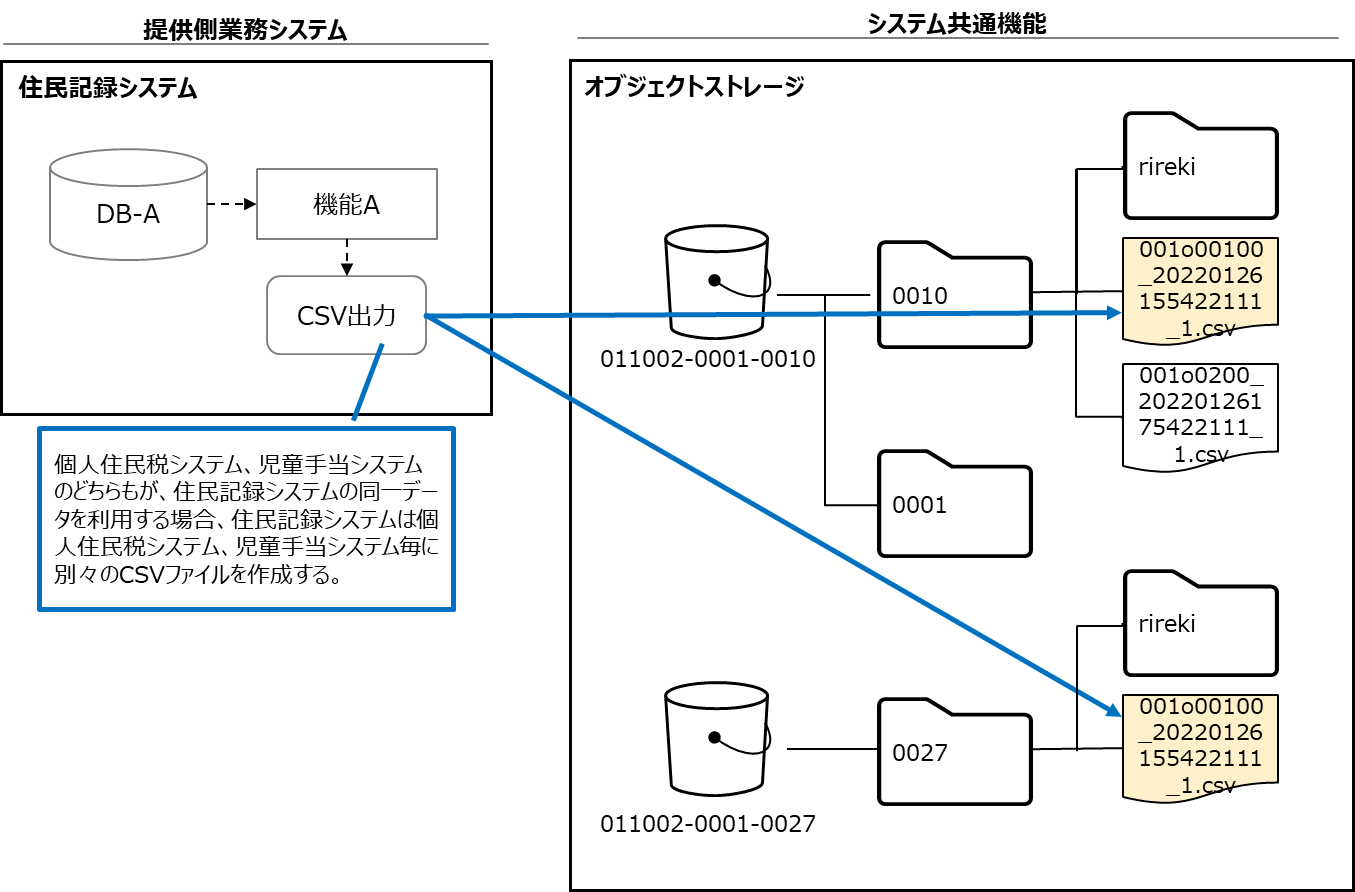 提供側業務システム
システム共通機能
住民記録システム
DB-A
機能A
CSV出力
個人住民税システム、児童手当システム
のどちらもが、住民記録システムの同一デー
タを利用する場合、住民記録システムは個
人住民税システム、児童手当システム毎に
別々のCSVファイルを作成する。
オブジェクトストレージ
011002-0001-0010
0010
0001
rireki
001o00100
_20220126
155422111
_1.csv
001o0200_
202201261
75422111_
1.csv
011002-0001-0027
0027
rireki
001o00100
_20220126
155422111
_1.csv